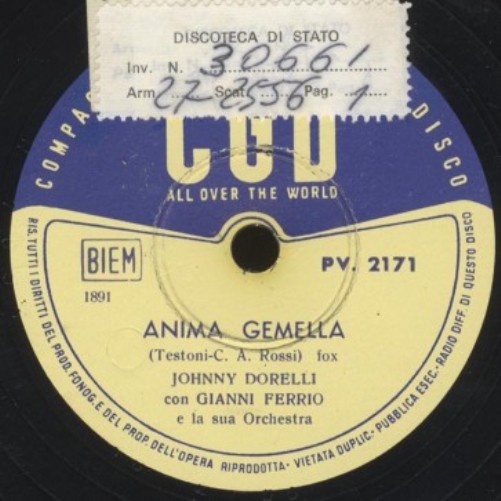 DISCOTECA DI STATO
Inv. N. 30661
Arm 27-2556 Scat. Pag. 1
COMPA
DISCO
CGD
ALL OVER THE WORLD
BIEM
PV. 2171
1891
ANIMA GEMELLA
(Testoni-C. A. Rossi) fox
JOHNNY DORELLI
con GIANNI FERRIO
e la sua Orchestra
RIS. TUTTI I DIRITTI DEL PROD. FONOG. E DEL PROP. DELL'OPERA RIPRODOTTA - VIETATA DUPLIC. - PUBBLICA ESEC. - RADIO DIFF. DI QUESTO DISCO